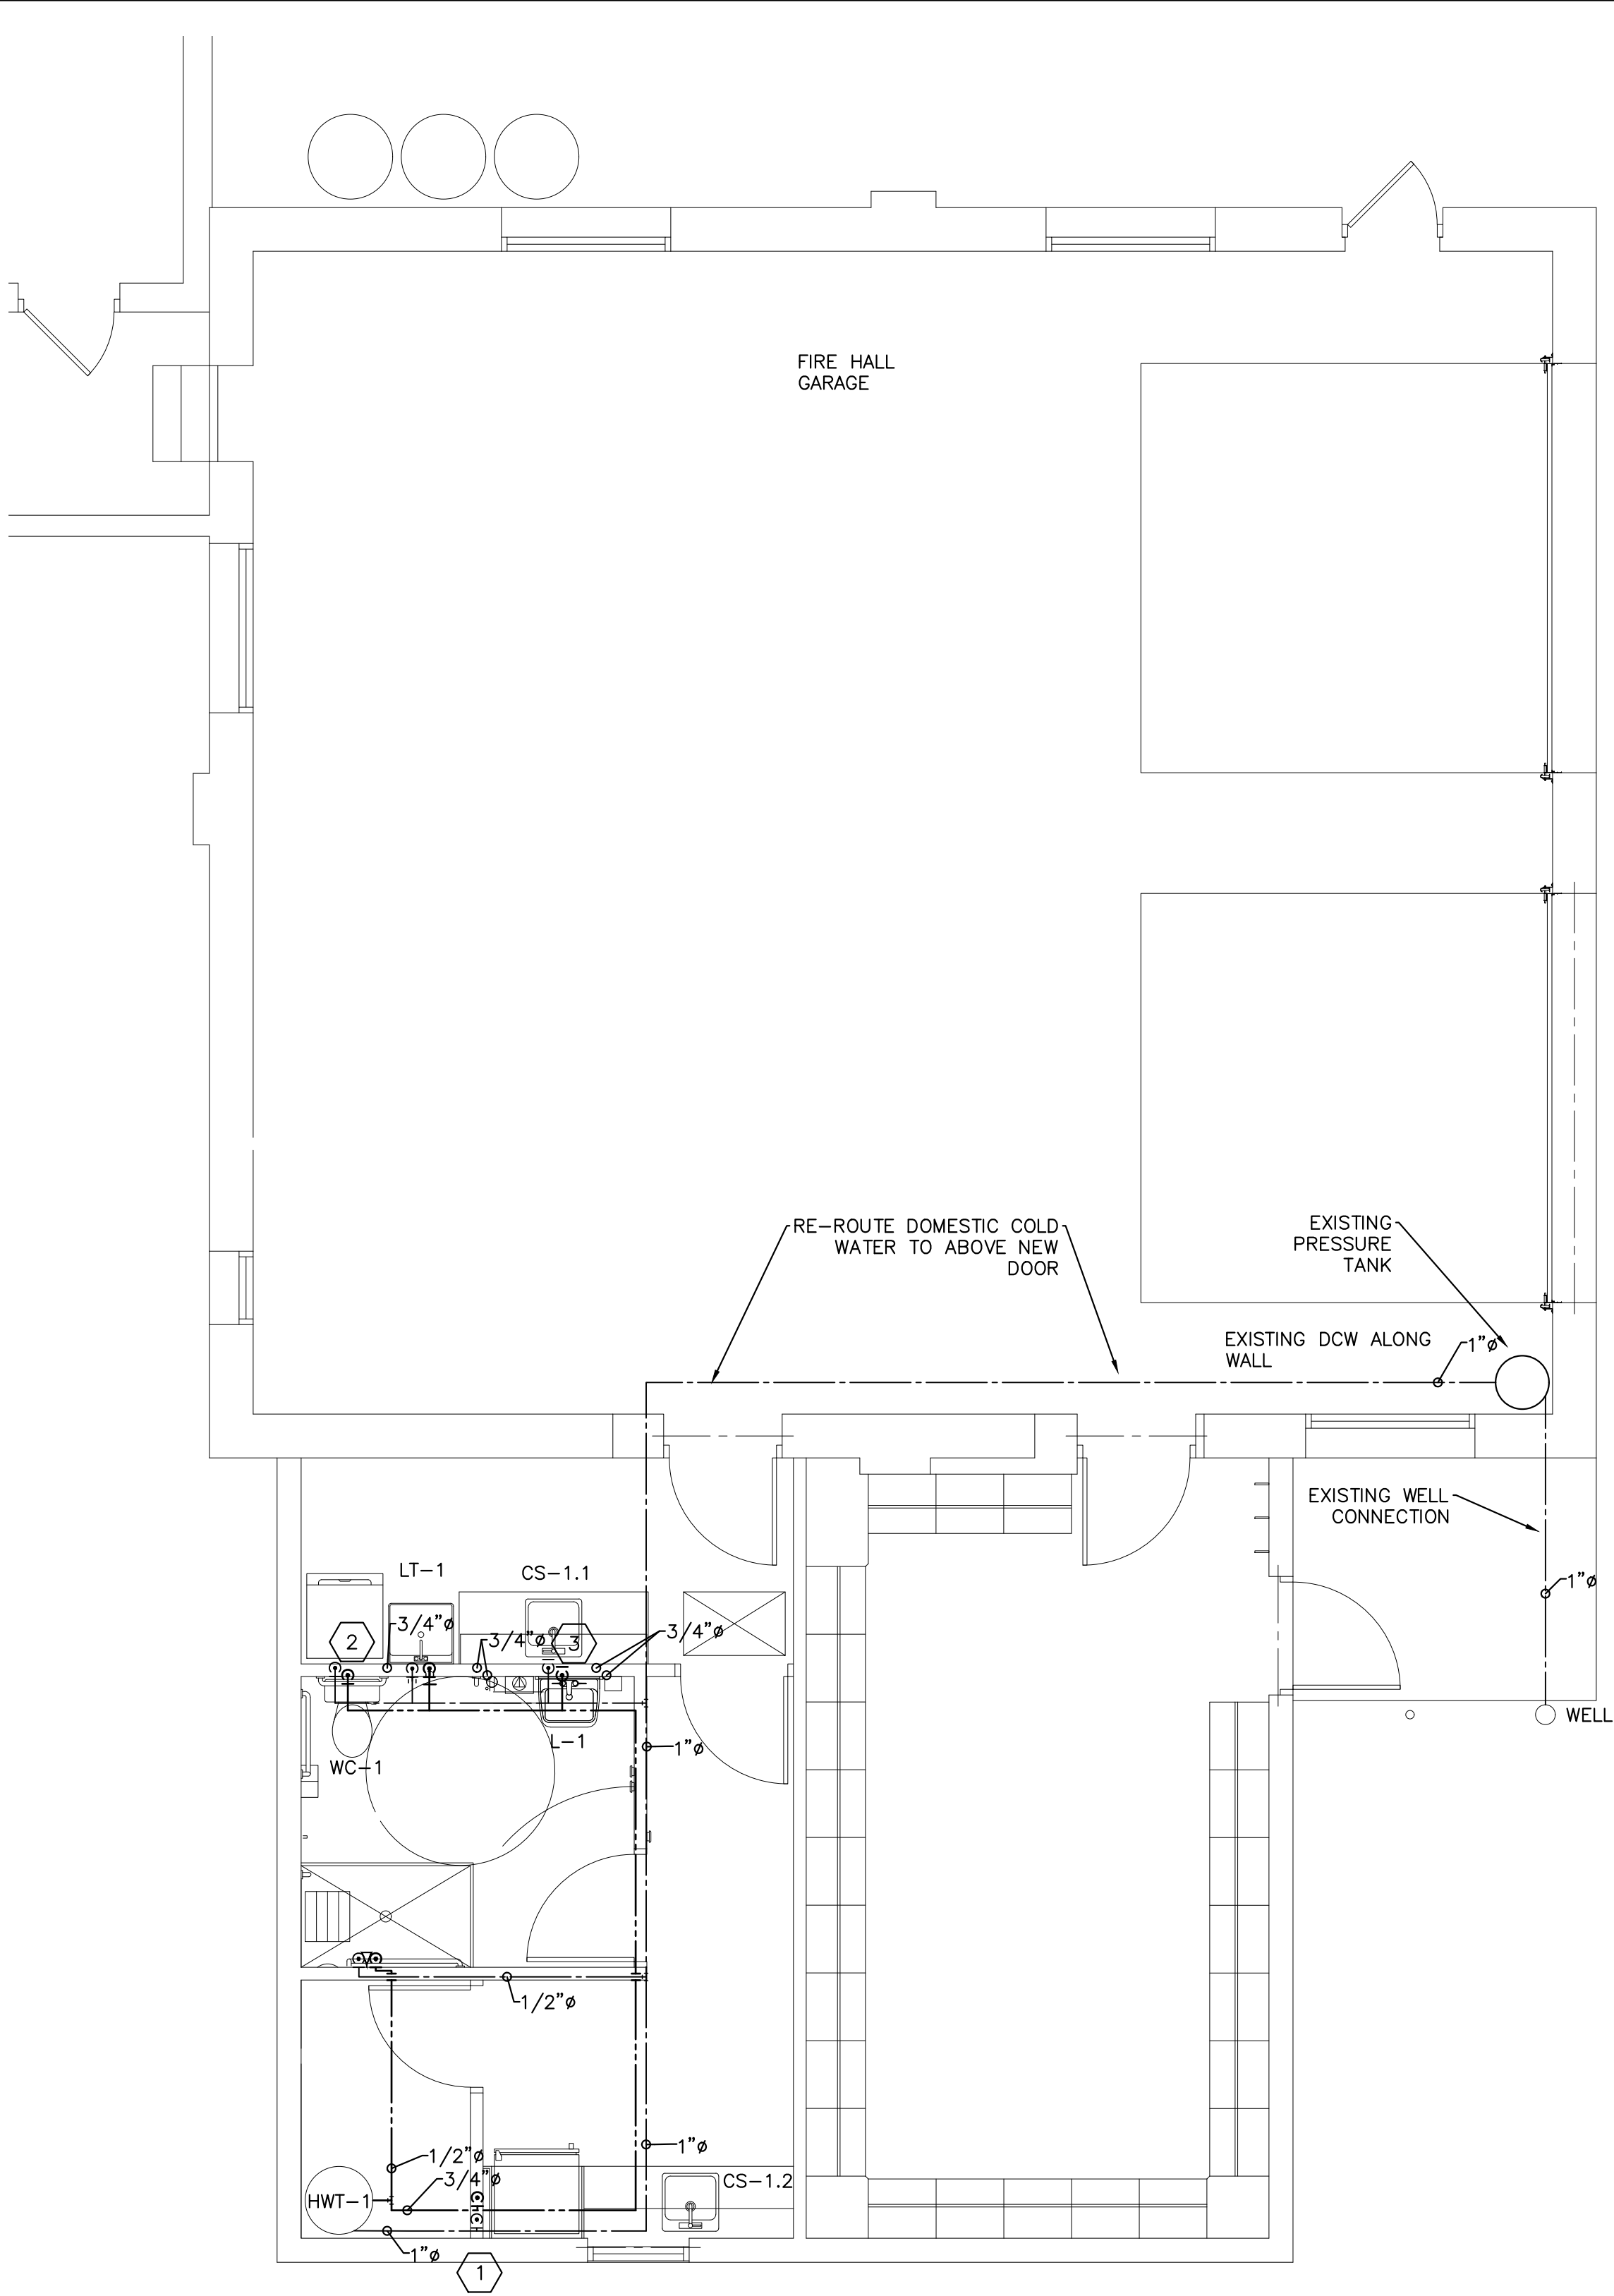 FIRE HALL
GARAGE
RE-ROUTE DOMESTIC COLD
WATER TO ABOVE NEW
DOOR
EXISTING
PRESSURE
TANK
EXISTING DCW ALONG
WALL
1"ø
EXISTING WELL
CONNECTION
1"ø
WELL
LT-1
CS-1.1
2
3/4"ø
3/4"ø
3
3/4"ø
L-1
WC-1
1"ø
1/2"ø
1"ø
1/2"ø
3/4"ø
CS-1.2
HWT-1
1"ø
1